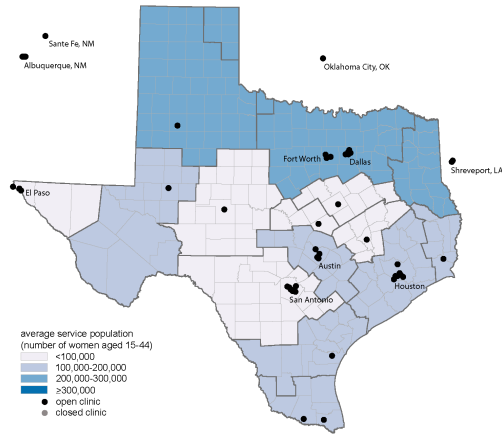 Sante Fe, NM
Albuquerque, NM
Oklahoma City, OK
Fort Worth
Dallas
Shreveport, LA
El Paso
Austin
Houston
San Antonio
average service population
(number of women aged 15-44)
<100,000
100,000-200,000
200,000-300,000
≥300,000
open clinic
closed clinic